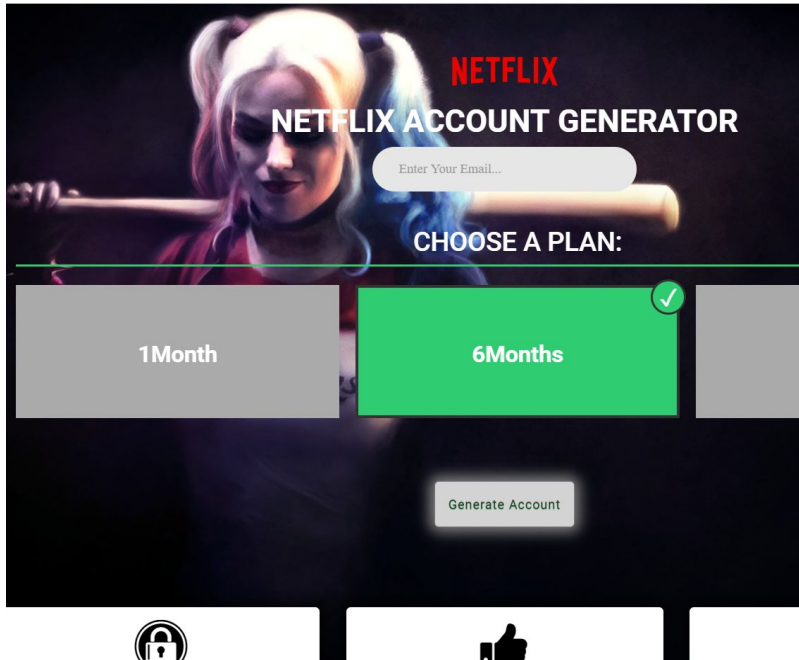 NETFLIX
NETFLIX ACCOUNT GENERATOR
Enter Your Email...
CHOOSE A PLAN:
1Month
6Months
Generate Account